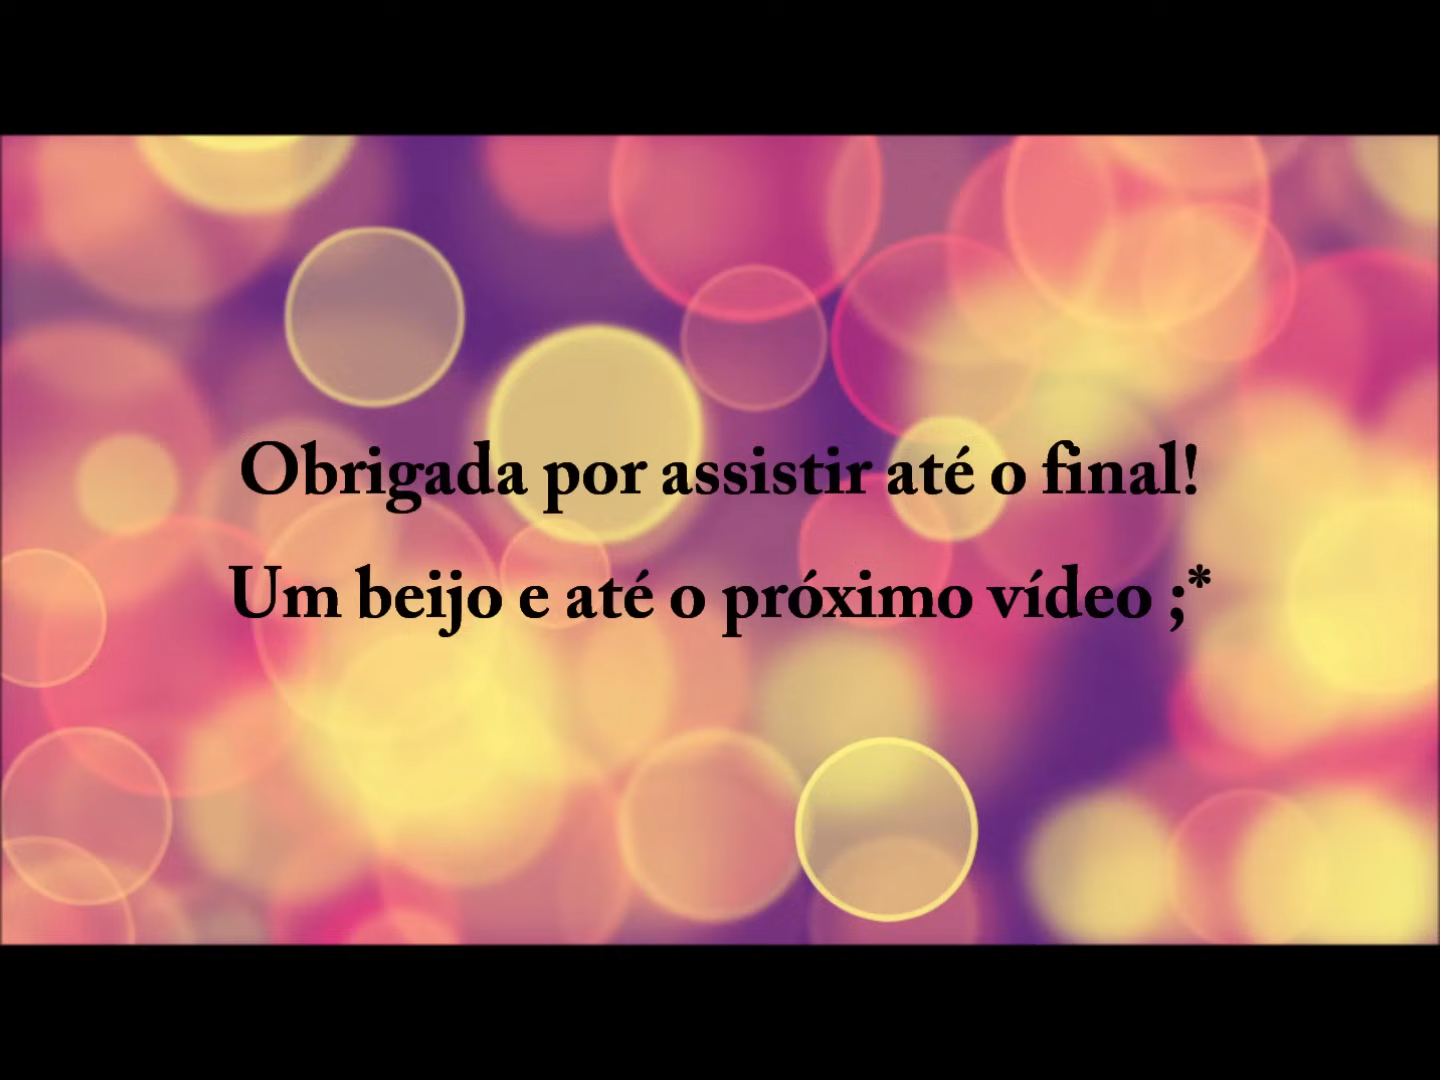 Obrigada por assistir até o final!
Um beijo e até o próximo vídeo ;*